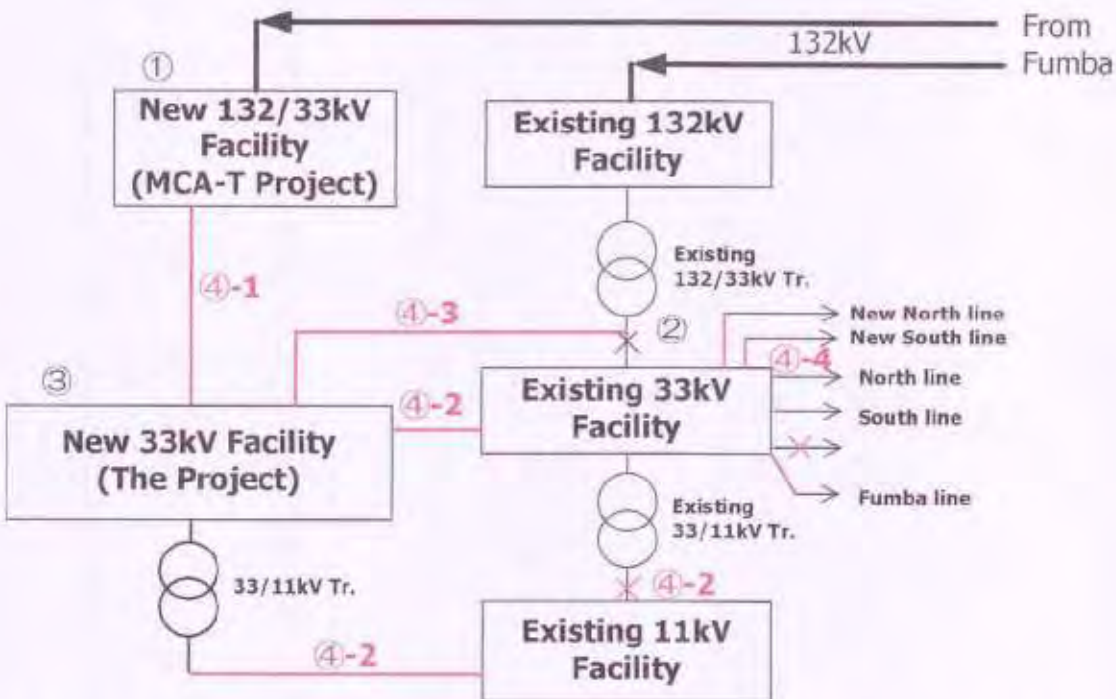 From
132kV
Fumba
①
New 132/33kV
Facility
(MCA-T Project)
Existing 132kV
Facility
Existing
132/33kV Tr.
④-1
④-3
②
New North line
New South line
④-4
North line
South line
Fumba line
③
New 33kV Facility
(The Project)
④-2
Existing 33kV
Facility
Existing
33/11kV Tr.
33/11kV Tr.
④-2
④-2
Existing 11kV
Facility